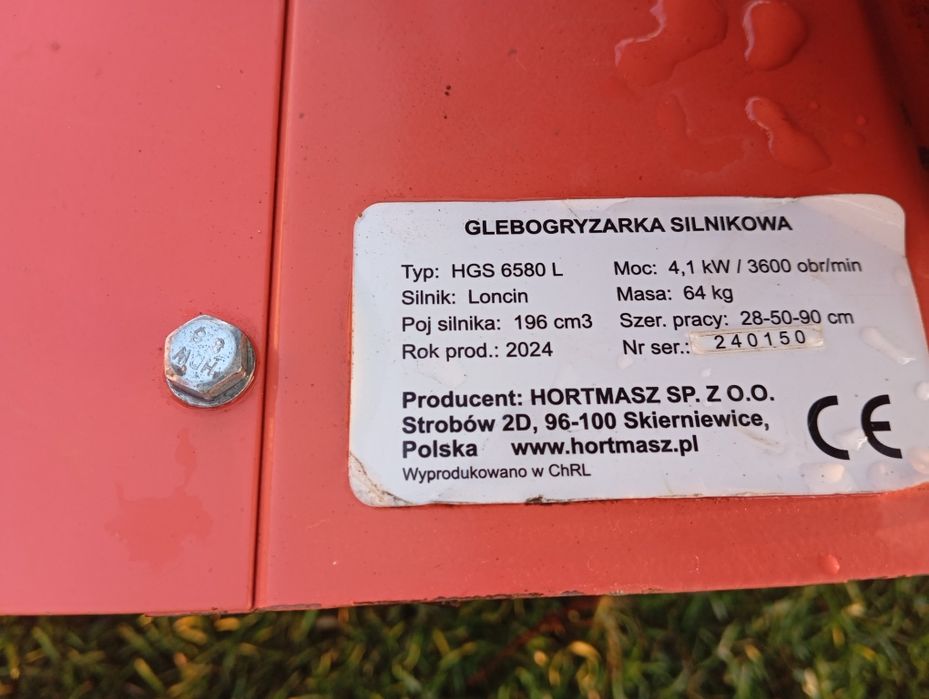 GLEBOGRYZARKA SILNIKOWA
Typ: HGS 6580 L Moc: 4,1 kW / 3600 obr/min
Silnik: Loncin Masa: 64 kg
Poj silnika: 196 cm3 Szer. pracy: 28-50-90 cm
Rok prod.: 2024 Nr ser.: 240150
Producent: HORTMASZ SP. Z O.O.
Strobów 2D, 96-100 Skierniewice,
Polska www.hortmasz.pl
Wyprodukowano w ChRL
CE